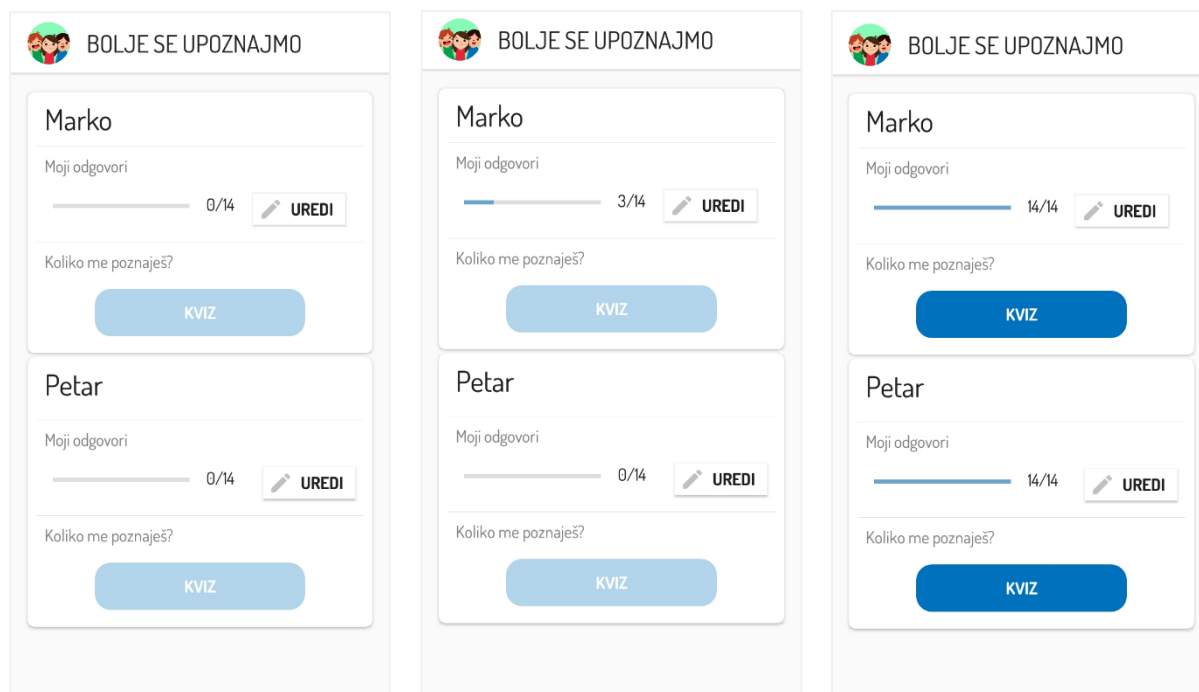 BOLJE SE UPOZNAJMO
Marko
Moji odgovori
0/14
UREDI
Koliko me poznaješ?
KVIZ
Petar
Moji odgovori
0/14
UREDI
Koliko me poznaješ?
KVIZ
BOLJE SE UPOZNAJMO
Marko
Moji odgovori
3/14
UREDI
Koliko me poznaješ?
KVIZ
Petar
Moji odgovori
0/14
UREDI
Koliko me poznaješ?
KVIZ
BOLJE SE UPOZNAJMO
Marko
Moji odgovori
14/14
UREDI
Koliko me poznaješ?
KVIZ
Petar
Moji odgovori
14/14
UREDI
Koliko me poznaješ?
KVIZ